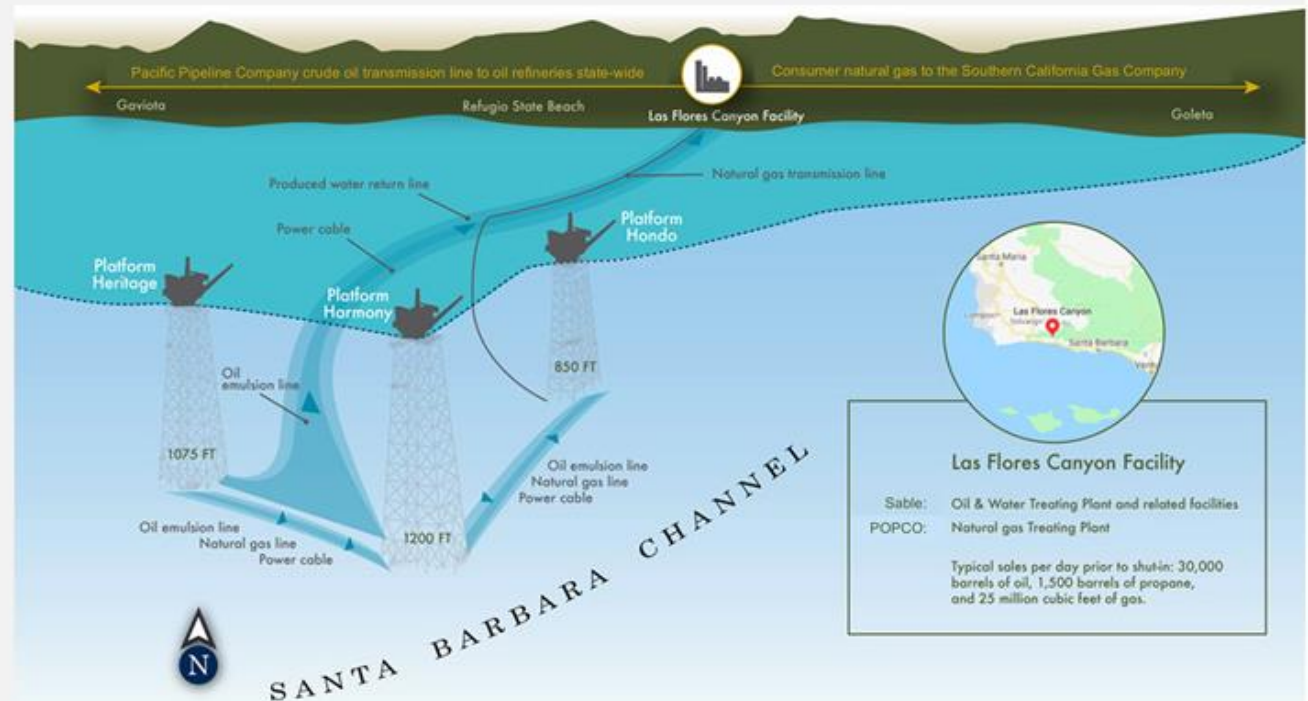 Pacific Pipeline Company crude oil transmission line to oil refineries state-wide
Consumer natural gas to the Southern California Gas Company
Gaviota
Refugio State Beach
Las Flores Canyon Facility
Goleta
Produced water return line
Natural gas transmission line
Power cable
Platform
Hondo
Platform
Heritage
Platform
Harmony
Oil
emulsion line
850 FT
1075 FT
1200 FT
Oil emulsion line
Natural gas line
Power cable
Oil emulsion line
Natural gas line
Power cable
SANTA BARBARA CHANNEL
N
Santa Maria
Las Flores Canyon
Santa Barbara
Las Flores Canyon Facility
Sable: Oil & Water Treating Plant and related facilities
POPCO: Natural gas Treating Plant
Typical sales per day prior to shut-in: 30,000
barrels of oil, 1,500 barrels of propane,
and 25 million cubic feet of gas.